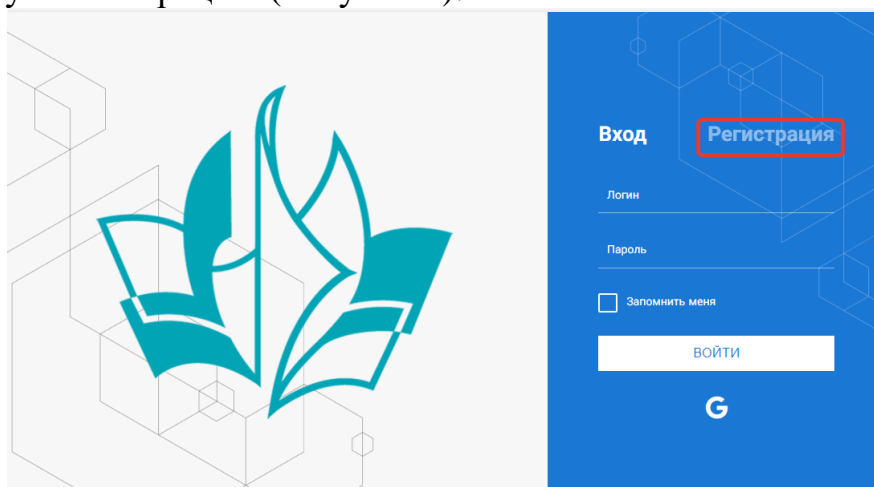 Вход Регистрация
Логин
Пароль
Запомнить меня
ВОЙТИ
G